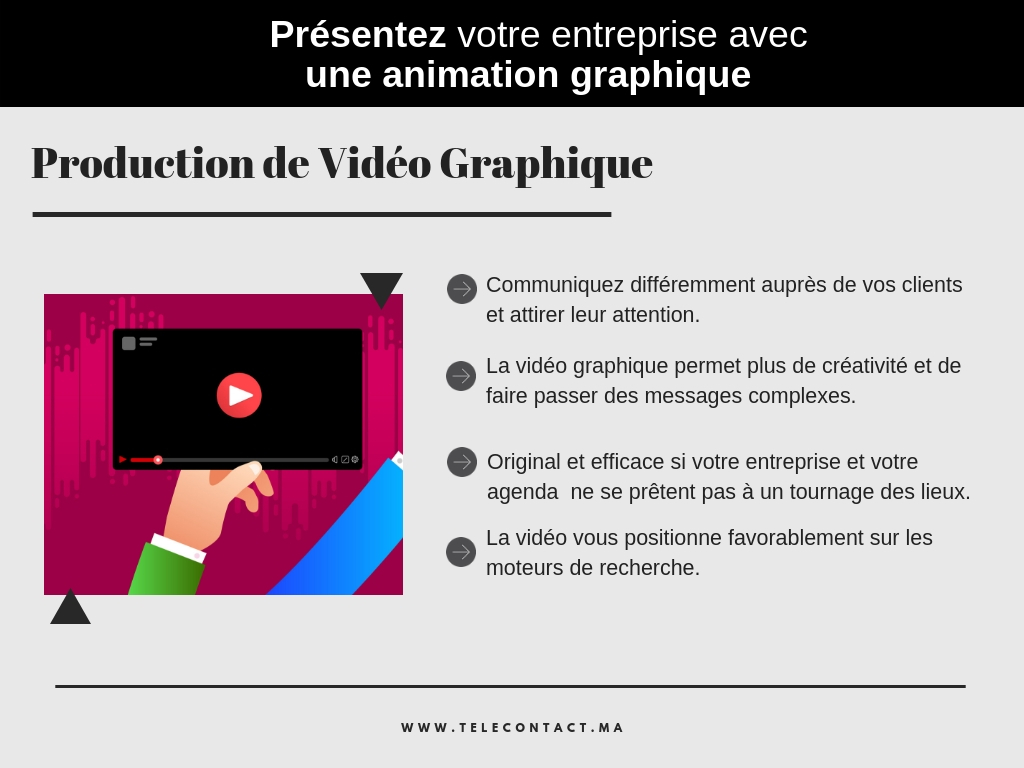 Présentez votre entreprise avec
une animation graphique
Production de Vidéo Graphique
Communiquez différemment auprès de vos clients
et attirer leur attention.
La vidéo graphique permet plus de créativité et de
faire passer des messages complexes.
Original et efficace si votre entreprise et votre
agenda  ne se prêtent pas à un tournage des lieux.
La vidéo vous positionne favorablement sur les
moteurs de recherche.
WWW.TELECONTACT.MA